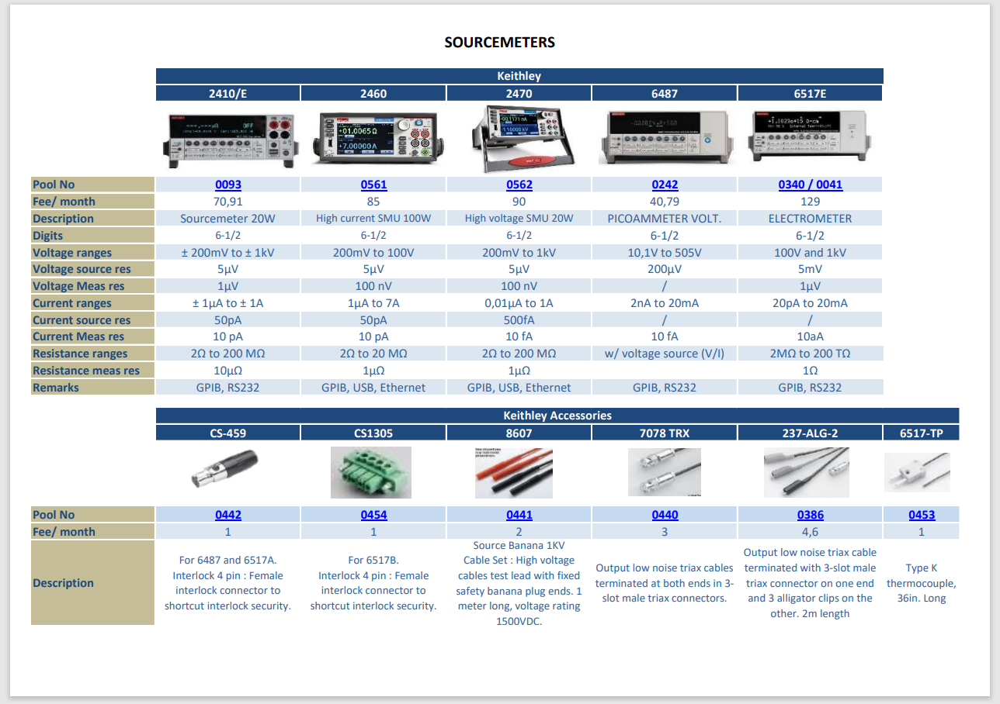 SOURCEMETERS
Keithley
2410/E 2460 2470 6487 6517E
OFF
+01.0065 Ω
+7.00000 A
-00.1171 nA
Pool No 0093 0561 0562 0242 0340 / 0041
Fee/ month 70,91 85 90 40,79 129
Description Sourcemeter 20W High current SMU 100W High voltage SMU 20W PICOAMMETER VOLT. ELECTROMETER
Digits 6-1/2 6-1/2 6-1/2 6-1/2 6-1/2
Voltage ranges ± 200mV to ± 1kV 200mV to 100V 200mV to 1kV 10,1V to 505V 100V and 1kV
Voltage source res 5µV 5µV 5µV 200µV 5mV
Voltage Meas res 1µV 100 nV 100 nV / 1µV
Current ranges ± 1µA to ± 1A 1µA to 7A 0,01µA to 1A 2nA to 20mA 20pA to 20mA
Current source res 50pA 50pA 500fA / /
Current Meas res 10 pA 10 pA 10 fA 10 fA 10aA
Resistance ranges 2Ω to 200 MΩ 2Ω to 20 MΩ 2Ω to 200 MΩ w/ voltage source (V/I) 2MΩ to 200 TΩ
Resistance meas res 10µΩ 1µΩ 1µΩ 1Ω
Remarks GPIB, RS232 GPIB, USB, Ethernet GPIB, USB, Ethernet GPIB, RS232 GPIB, RS232
Keithley Accessories
CS-459 CS1305 8607 7078 TRX 237-ALG-2 6517-TP
Pool No 0442 0454 0441 0440 0386 0453
Fee/ month 1 1 2 3 4,6 1
Description
For 6487 and 6517A.
Interlock 4 pin : Female
interlock connector to
shortcut interlock security.
For 6517B.
Interlock 4 pin : Female
interlock connector to
shortcut interlock security.
Source Banana 1KV
Cable Set : High voltage
cables test lead with fixed
safety banana plug ends. 1
meter long, voltage rating
1500VDC.
Output low noise triax cables
terminated at both ends in 3-
slot male triax connectors.
Output low noise triax cable
terminated with 3-slot male
triax connector on one end
and 3 alligator clips on the
other. 2m length
Type K
thermocouple,
36in. Long